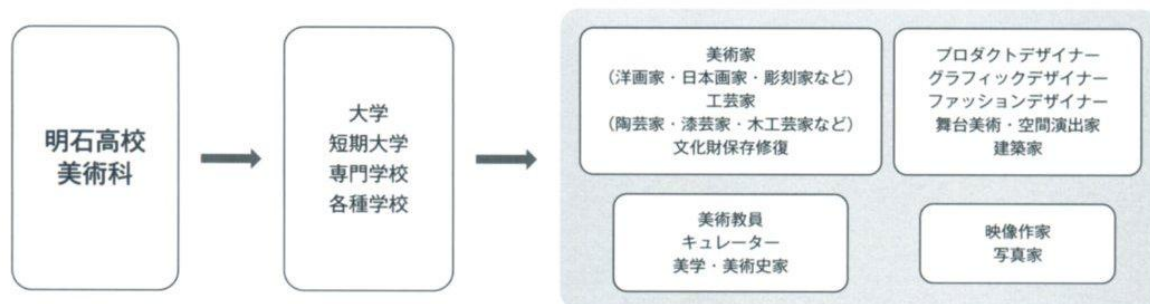 明石高校
美術科
大学
短期大学
専門学校
各種学校
美術家
（洋画家・日本画家・彫刻家など）
工芸家
（陶芸家・漆芸家・木工芸家など）
文化財保存修復
プロダクトデザイナー
グラフィックデザイナー
ファッションデザイナー
舞台美術・空間演出家
建築家
美術教員
キュレーター
美学・美術史家
映像作家
写真家